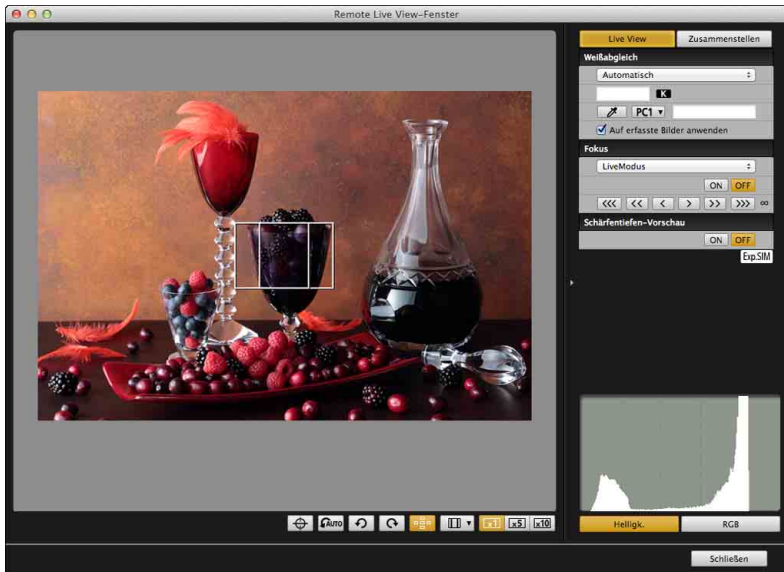 Remote Live View-Fenster
Live View
Zusammenstellen
Weißabgleich
Automatisch
K
PC1
Auf erfasste Bilder anwenden
Fokus
LiveModus
ON OFF
<<< << < > >> >>> ∞
Schärfentiefen-Vorschau
ON OFF
Exp.SIM
AUTO
x1 x5 x10
Helligk.
RGB
Schließen